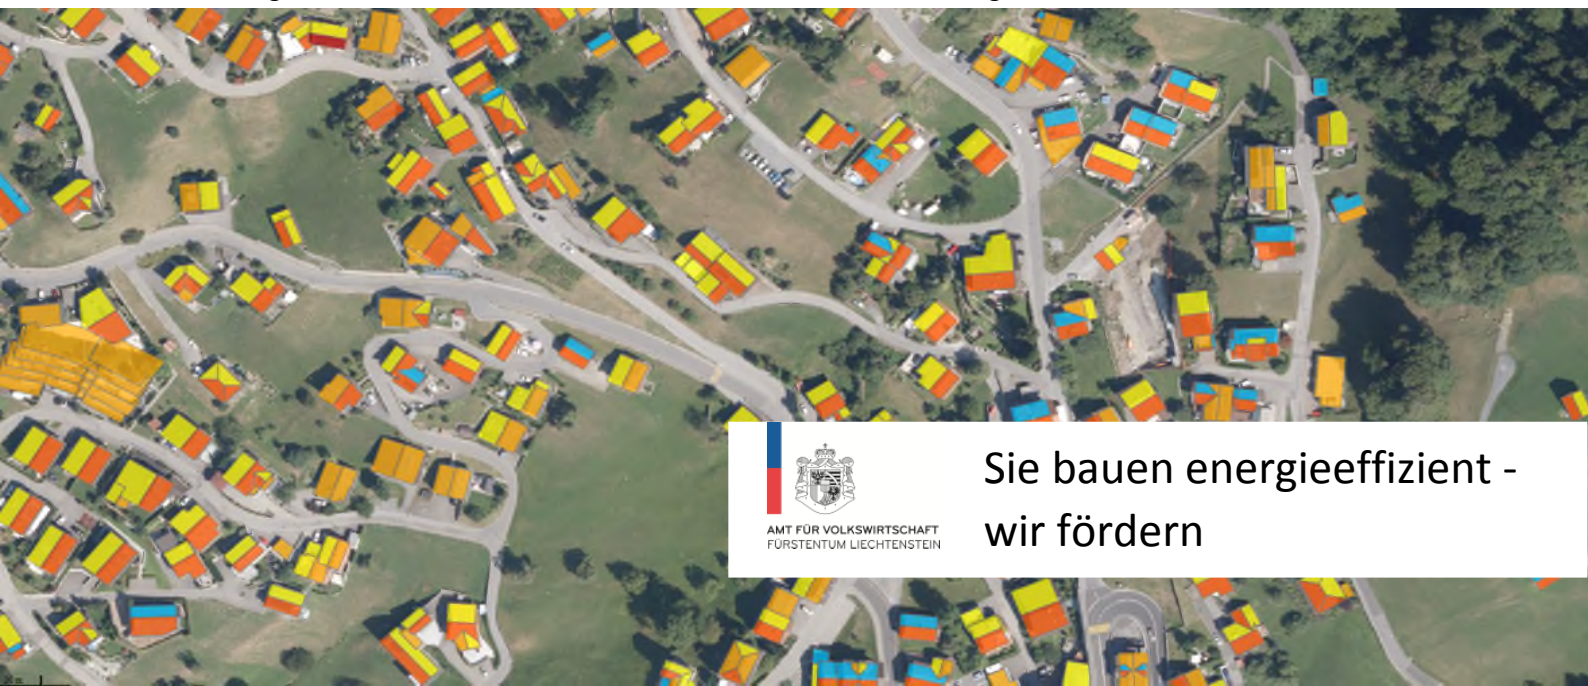 Sie bauen energieeffizient -
wir fördern
AMT FÜR VOLKSWIRTSCHAFT
FÜRSTENTUM LIECHTENSTEIN